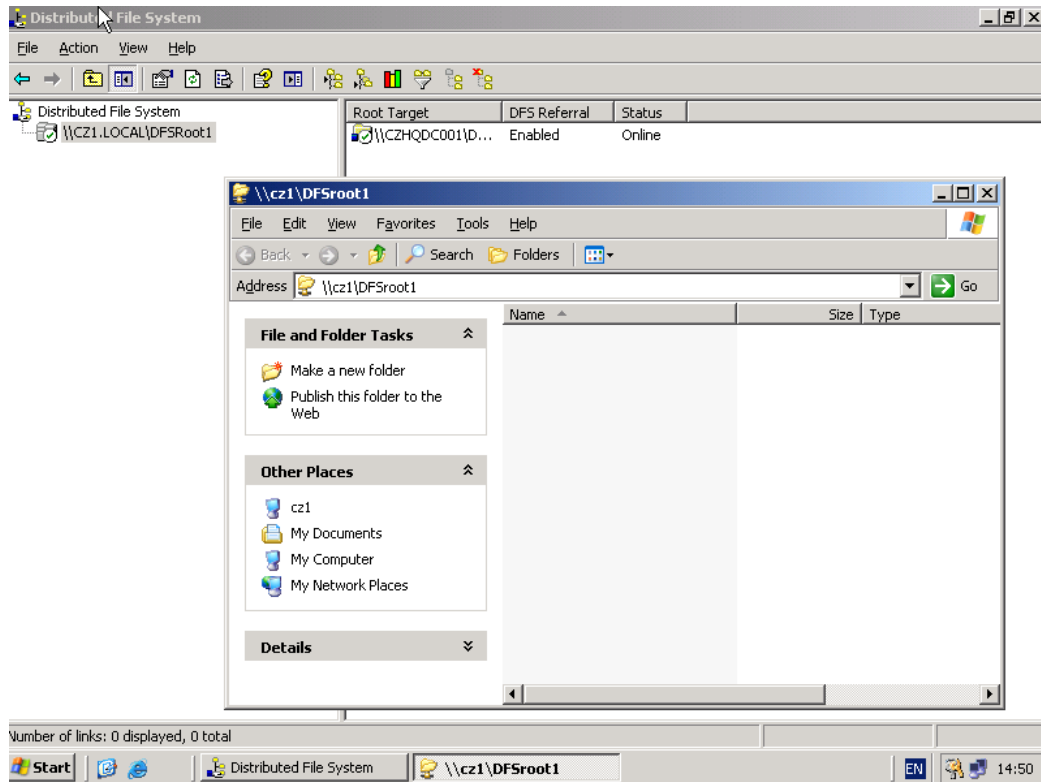 Distributed File System
File Action View Help
Distributed File System
\\CZ1.LOCAL\DFSRoot1
Root Target DFS Referral Status
\\CZHQDC001\D... Enabled Online
\\cz1\DFSroot1
File Edit View Favorites Tools Help
Back Search Folders
Address \\cz1\DFSroot1 Go
Name Size Type
File and Folder Tasks
Make a new folder
Publish this folder to the
Web
Other Places
cz1
My Documents
My Computer
My Network Places
Details
Number of links: 0 displayed, 0 total
Start Distributed File System \\cz1\DFSroot1 EN 14:50